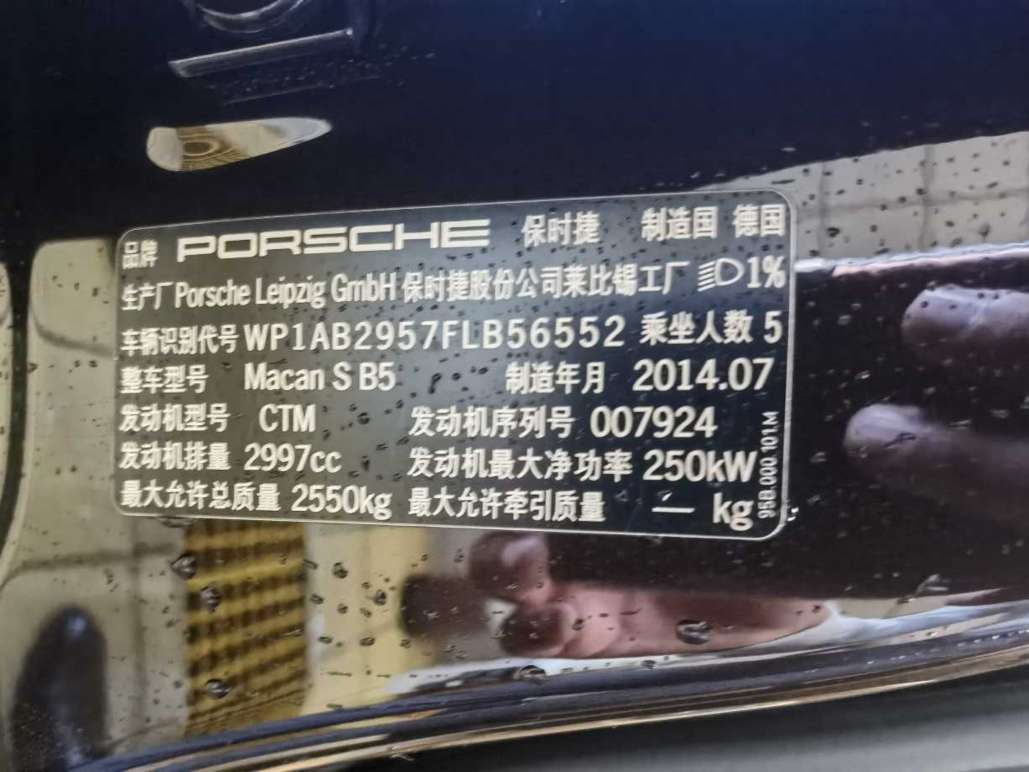 品牌 PORSCHE 保时捷 制造国 德国
生产厂 Porsche Leipzig GmbH 保时捷股份公司莱比锡工厂 1%
车辆识别代号 WP1AB2957FLB56552 乘坐人数 5
整车型号 Macan S B5 制造年月 2014.07
发动机型号 CTM 发动机序列号 007924
发动机排量 2997cc 发动机最大净功率 250kW
最大允许总质量 2550kg 最大允许牵引质量 — kg
95B.000.101.M